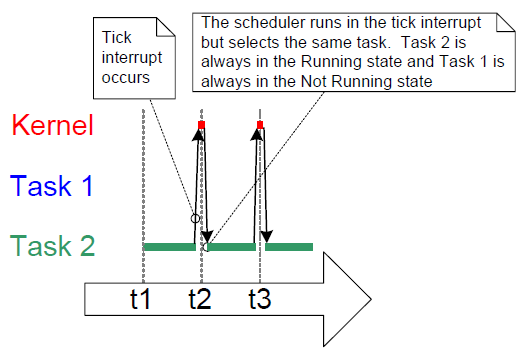 Tick
interrupt
occurs
The scheduler runs in the tick interrupt
but selects the same task.  Task 2 is
always in the Running state and Task 1 is
always in the Not Running state
Kernel
Task 1
Task 2
t1 t2 t3